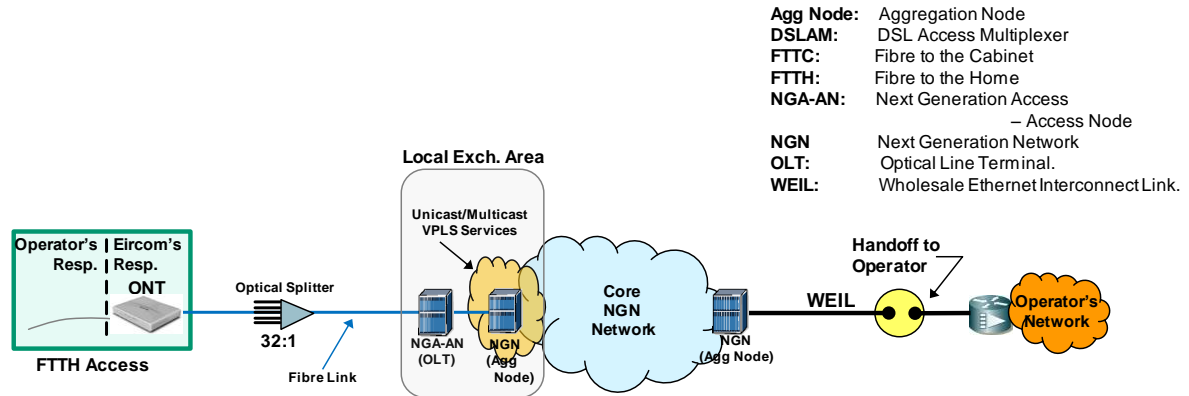 Agg Node: Aggregation Node
DSLAM: DSL Access Multiplexer
FTTC: Fibre to the Cabinet
FTTH: Fibre to the Home
NGA-AN: Next Generation Access
– Access Node
NGN Next Generation Network
OLT: Optical Line Terminal.
WEIL: Wholesale Ethernet Interconnect Link.
Local Exch. Area
Unicast/Multicast
VPLS Services
Operator's
Resp.
Eircom's
Resp.
ONT
FTTH Access
Optical Splitter
32:1
Fibre Link
NGA-AN
(OLT)
NGN
(Agg
Node)
Core
NGN
Network
NGN
(Agg Node)
WEIL
Handoff to
Operator
Operator's
Network